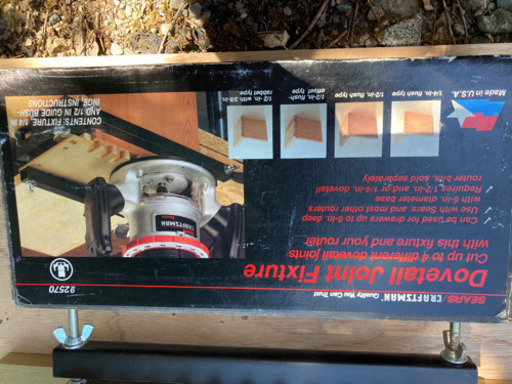 SEARS/CRAFTSMAN® Quality You Can Trust
92570
Dovetail Joint Fixture
Cut up to 4 different dovetail joints
with this fixture and your router
✓ Can be used for drawers up to 8-in. deep
✓ Use with Sears and most other routers
with 6-in. diameter base
✓ Requires 1/2-in. and/or 1/4-in. dovetail
router bits, sold separately
1/4-in. flush type
1/2-in. flush type
1/2-in. flush-
offset type
1/2-in. with 3/8-in.
rabbet type
Made in U.S.A.
CONTENTS: FIXTURE, 1/4 IN
AND 1/2 IN GUIDE BUSH-
INGS, INSTRUCTIONS
CRAFTSMAN